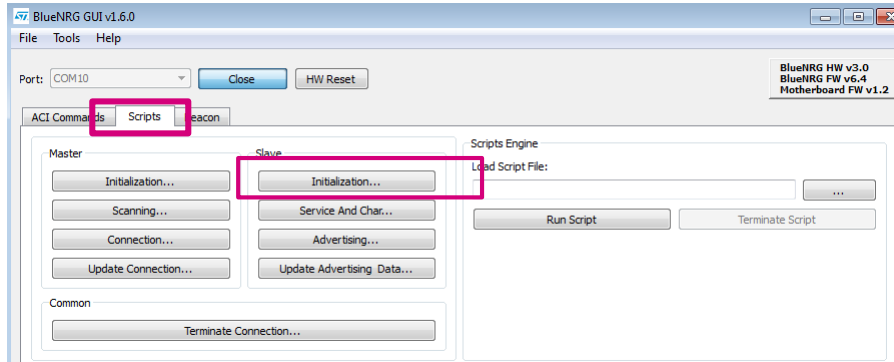 BlueNRG GUI v1.6.0
File Tools Help
Port: COM10 Close HW Reset
BlueNRG HW v3.0
BlueNRG FW v6.4
Motherboard FW v1.2
ACI Commands Scripts Beacon
Master
Initialization...
Scanning...
Connection...
Update Connection...
Slave
Initialization...
Service And Char...
Advertising...
Update Advertising Data...
Common
Terminate Connection...
Scripts Engine
Load Script File:
...
Run Script Terminate Script